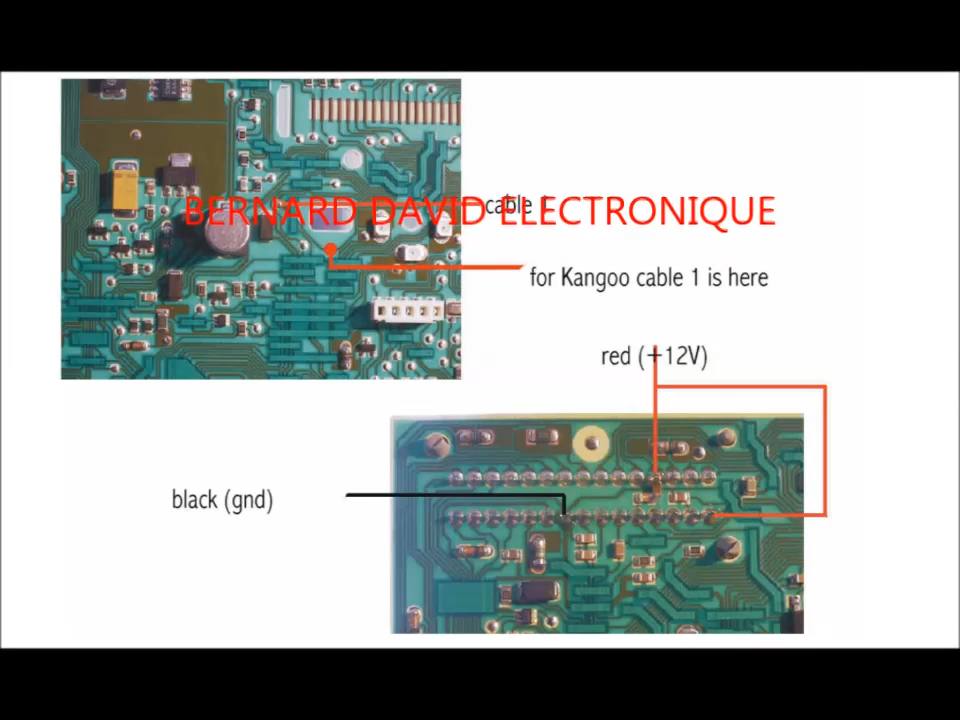 cable 1
BERNARD DAVID ELECTRONIQUE
for Kangoo cable 1 is here
red (+12V)
black (gnd)